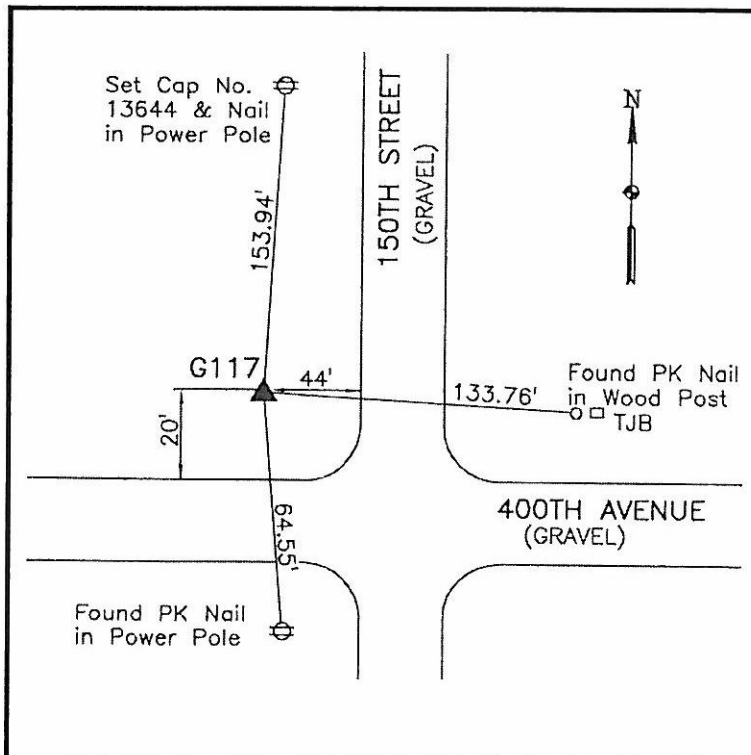 Set Cap No.
13644 & Nail
in Power Pole
153.94'
150TH STREET
(GRAVEL)
N
G117
44'
133.76'
Found PK Nail
in Wood Post
TJB
20'
64.55'
400TH AVENUE
(GRAVEL)
Found PK Nail
in Power Pole